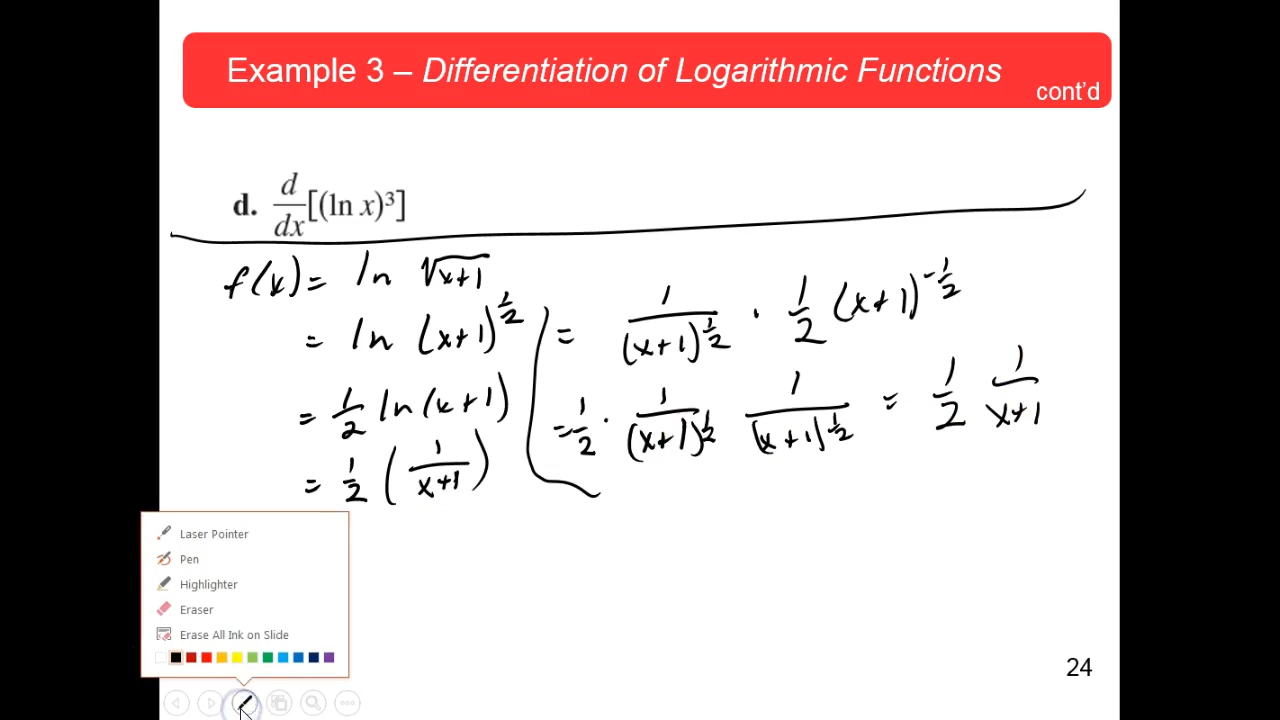 Example 3 – Differentiation of Logarithmic Functions
cont'd
d. d/dx [(ln x)³]
f(x) = ln √x+1
= ln (x+1)^1/2
= 1/2 ln(x+1)
= 1/2 (1/x+1)
= 1/(x+1)^1/2 · 1/2 (x+1)^-1/2
= 1/2 · 1/(x+1)^1/2 1/(x+1)^1/2 = 1/2 1/x+1
Laser Pointer
Pen
Highlighter
Eraser
Erase All Ink on Slide
24